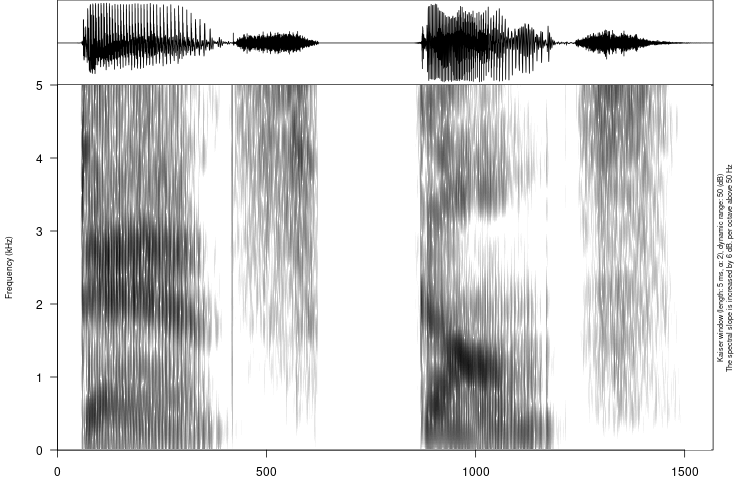 5
4
3
2
1
0
Frequency (kHz)
0 500 1000 1500
Kaiser window (length: 5 ms, α: 2), dynamic range: 50 (dB)
The spectral slope is increased by 6 dB per octave above 50 Hz